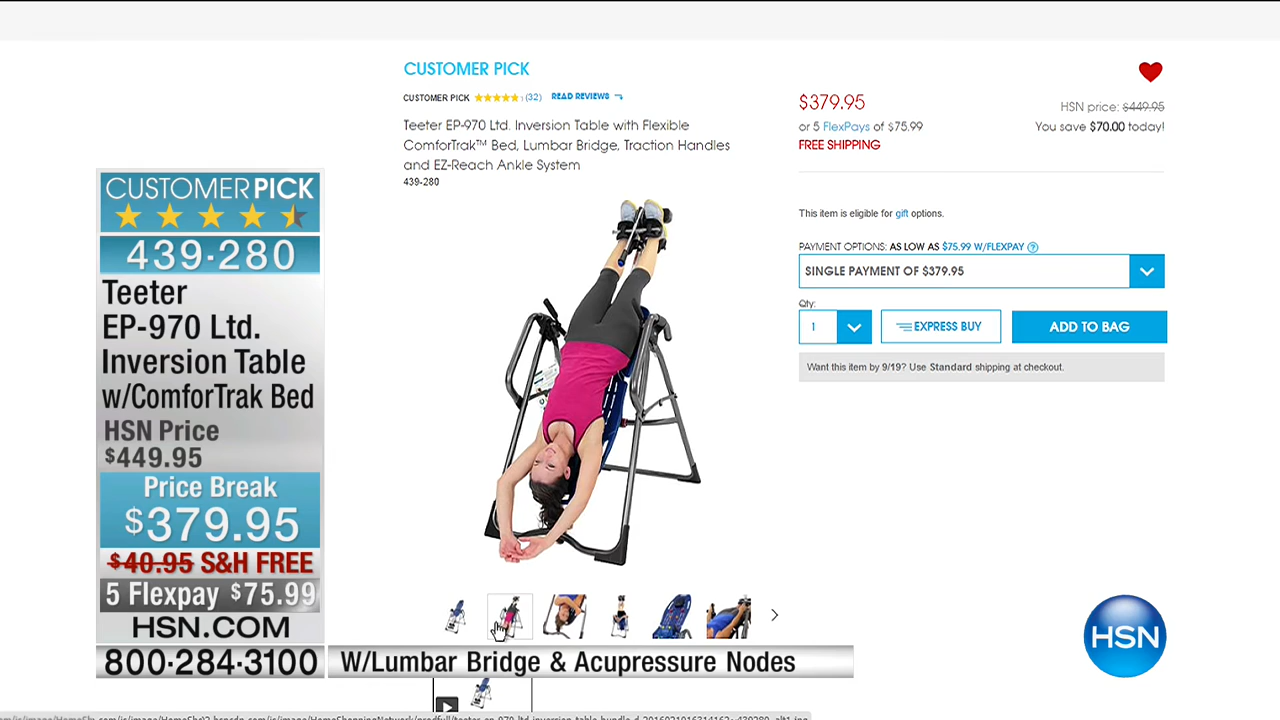 CUSTOMER PICK
CUSTOMER PICK (32) READ REVIEWS
Teeter EP-970 Ltd. Inversion Table with Flexible
ComforTrak™ Bed, Lumbar Bridge, Traction Handles
and EZ-Reach Ankle System
439-280
$379.95
HSN price: $449.95
or 5 FlexPays of $75.99
You save $70.00 today!
FREE SHIPPING
This item is eligible for gift options.
PAYMENT OPTIONS: AS LOW AS $75.99 W/FLEXPAY ?
SINGLE PAYMENT OF $379.95
Qty:
1
EXPRESS BUY
ADD TO BAG
Want this item by 9/19? Use Standard shipping at checkout.
CUSTOMER PICK
439·280
Teeter
EP-970 Ltd.
Inversion Table
w/ComforTrak Bed
HSN Price
$449.95
Price Break
$379.95
$40.95 S&H FREE
5 Flexpay $75.99
HSN.COM
800·284·3100
W/Lumbar Bridge & Acupressure Nodes
HSN